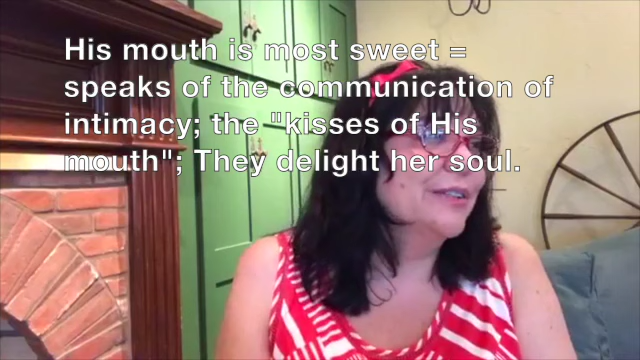 His mouth is most sweet =
speaks of the communication of
intimacy; the "kisses of His
mouth"; They delight her soul.